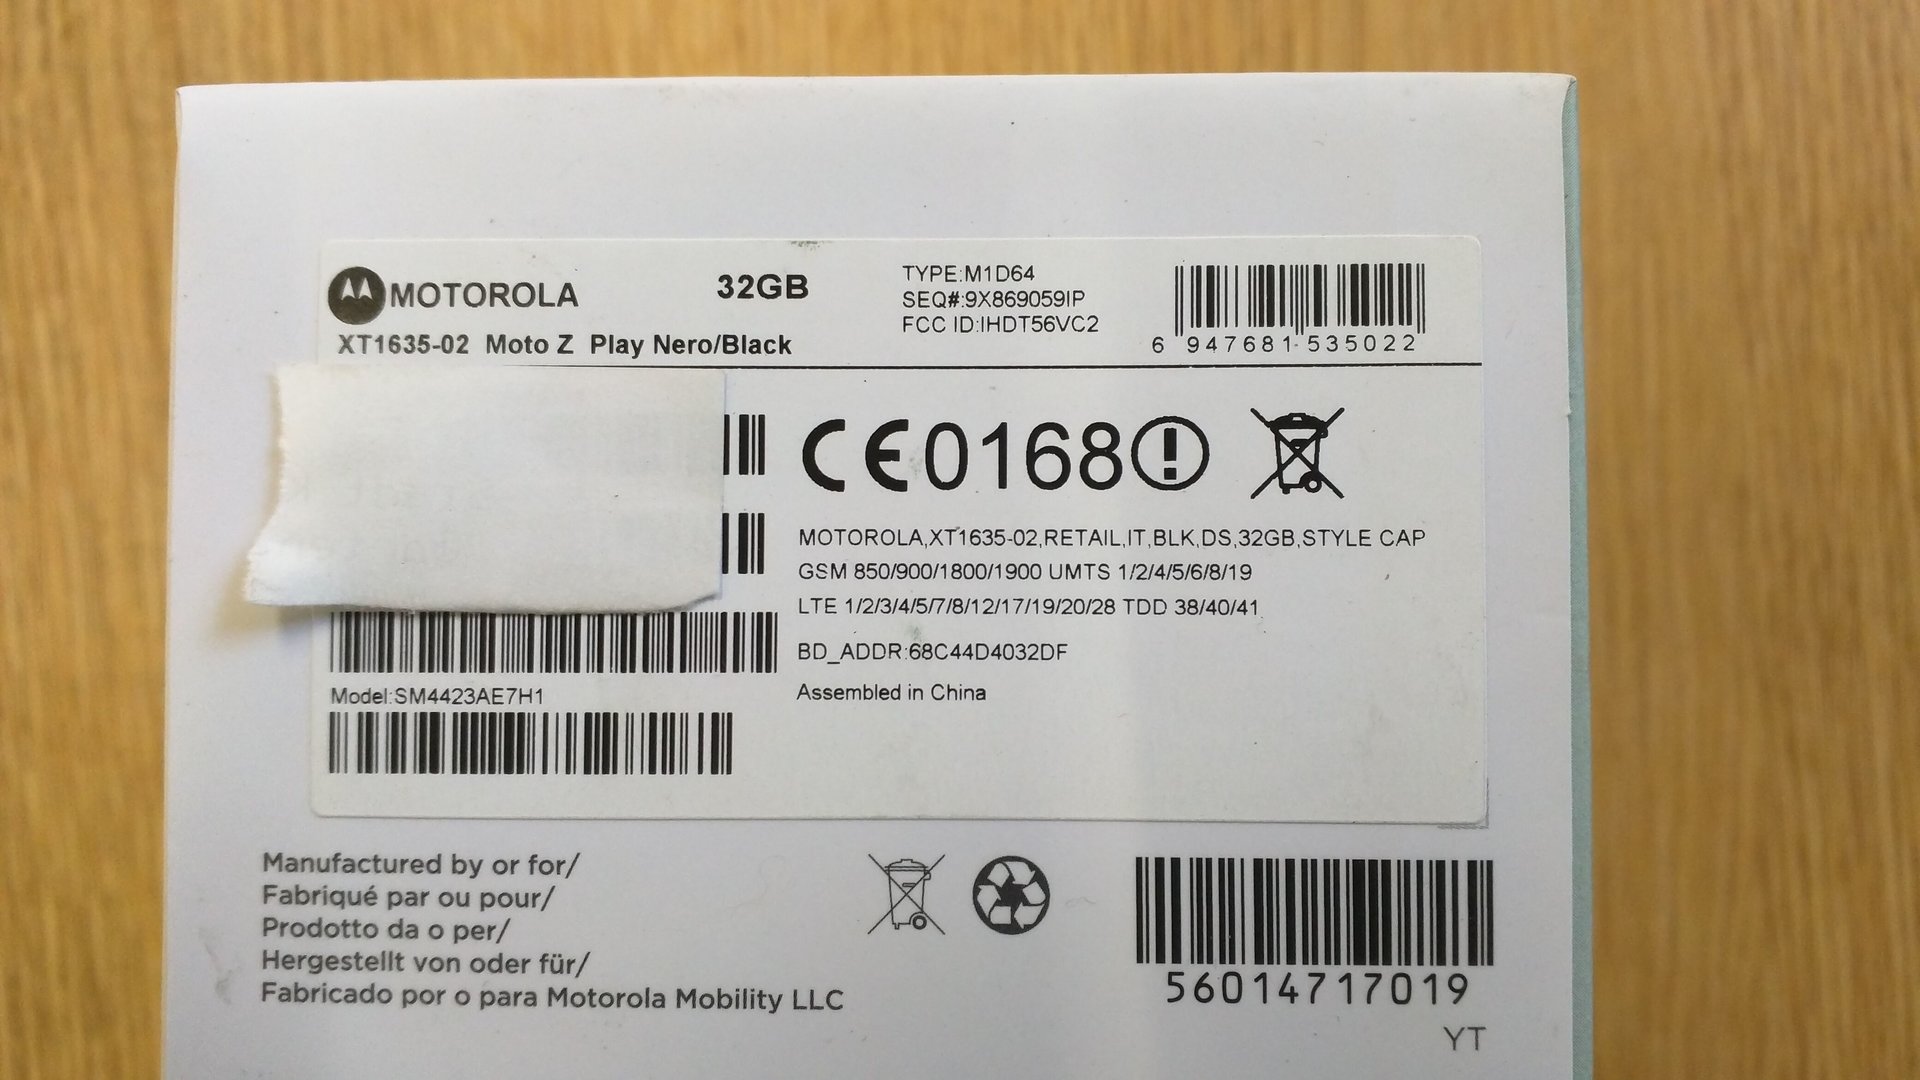 MOTOROLA
32GB
XT1635-02 Moto Z Play Nero/Black
TYPE:M1D64
SEQ#:9X869059IP
FCC ID:IHDT56VC2
6 947681 535022
CE0168
MOTOROLA,XT1635-02,RETAIL,IT,BLK,DS,32GB,STYLE CAP
GSM 850/900/1800/1900 UMTS 1/2/4/5/6/8/19
LTE 1/2/3/4/5/7/8/12/17/19/20/28 TDD 38/40/41
BD_ADDR:68C44D4032DF
Assembled in China
Model:SM4423AE7H1
Manufactured by or for/
Fabriqué par ou pour/
Prodotto da o per/
Hergestellt von oder für/
Fabricado por o para Motorola Mobility LLC
56014717019
YT